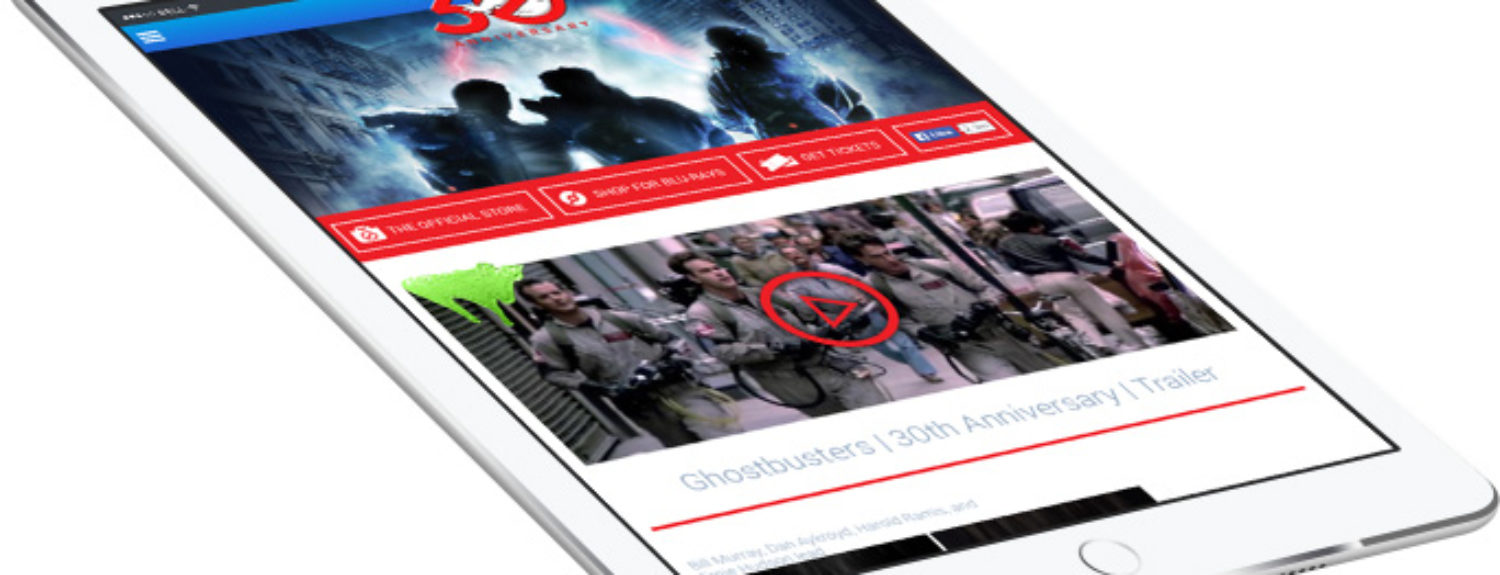 BELL
30
ANNIVERSARY
THE OFFICIAL STORE
SHOP FOR BLU-RAYS
GET TICKETS
Ghostbusters | 30th Anniversary | Trailer
Bill Murray, Dan Aykroyd, Harold Ramis, and
Ernie Hudson lead